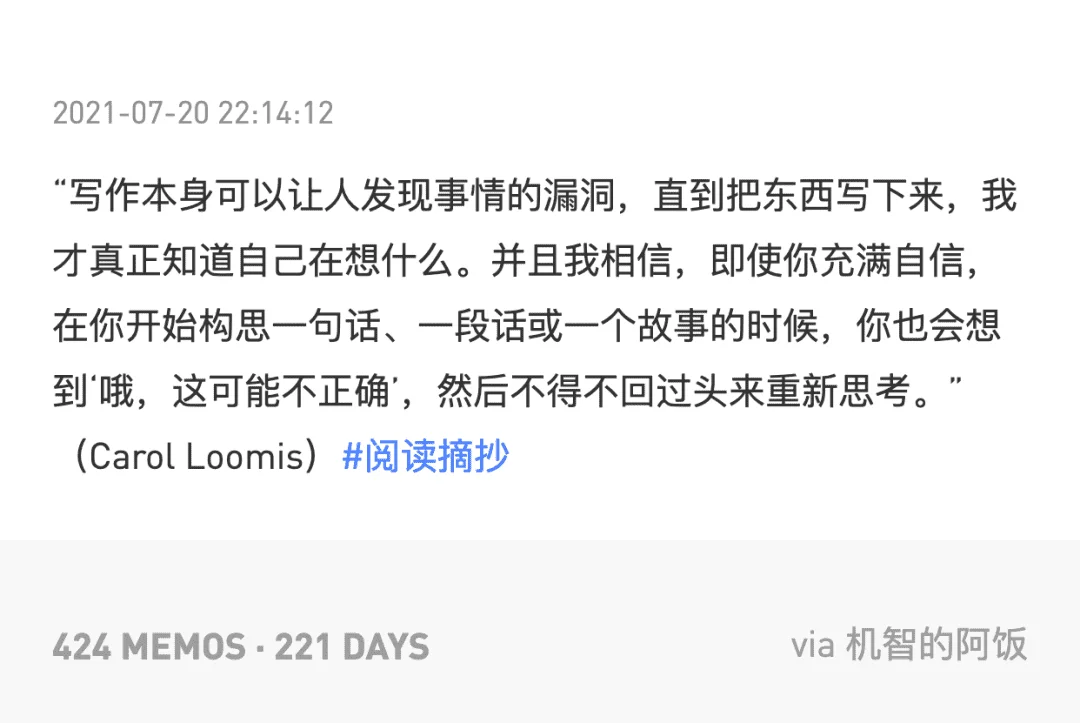 2021-07-20 22:14:12
“写作本身可以让人发现事情的漏洞，直到把东西写下来，我
才真正知道自己在想什么。并且我相信，即使你充满自信，
在你开始构思一句话、一段话或一个故事的时候，你也会想
到‘哦，这可能不正确’，然后不得不回过头来重新思考。”
（Carol Loomis）#阅读摘抄
424 MEMOS · 221 DAYS
via 机智的阿饭